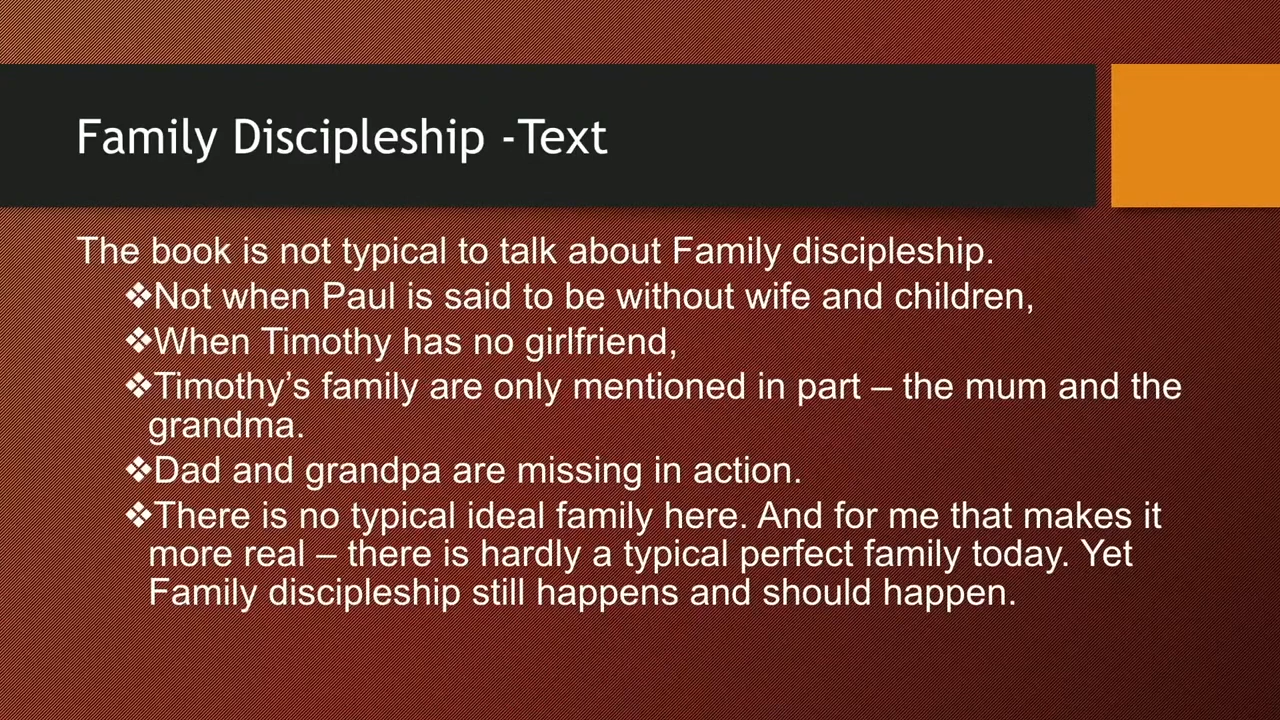 Family Discipleship -Text
The book is not typical to talk about Family discipleship.
❖Not when Paul is said to be without wife and children,
❖When Timothy has no girlfriend,
❖Timothy’s family are only mentioned in part – the mum and the
grandma.
❖Dad and grandpa are missing in action.
❖There is no typical ideal family here. And for me that makes it
more real – there is hardly a typical perfect family today. Yet
Family discipleship still happens and should happen.